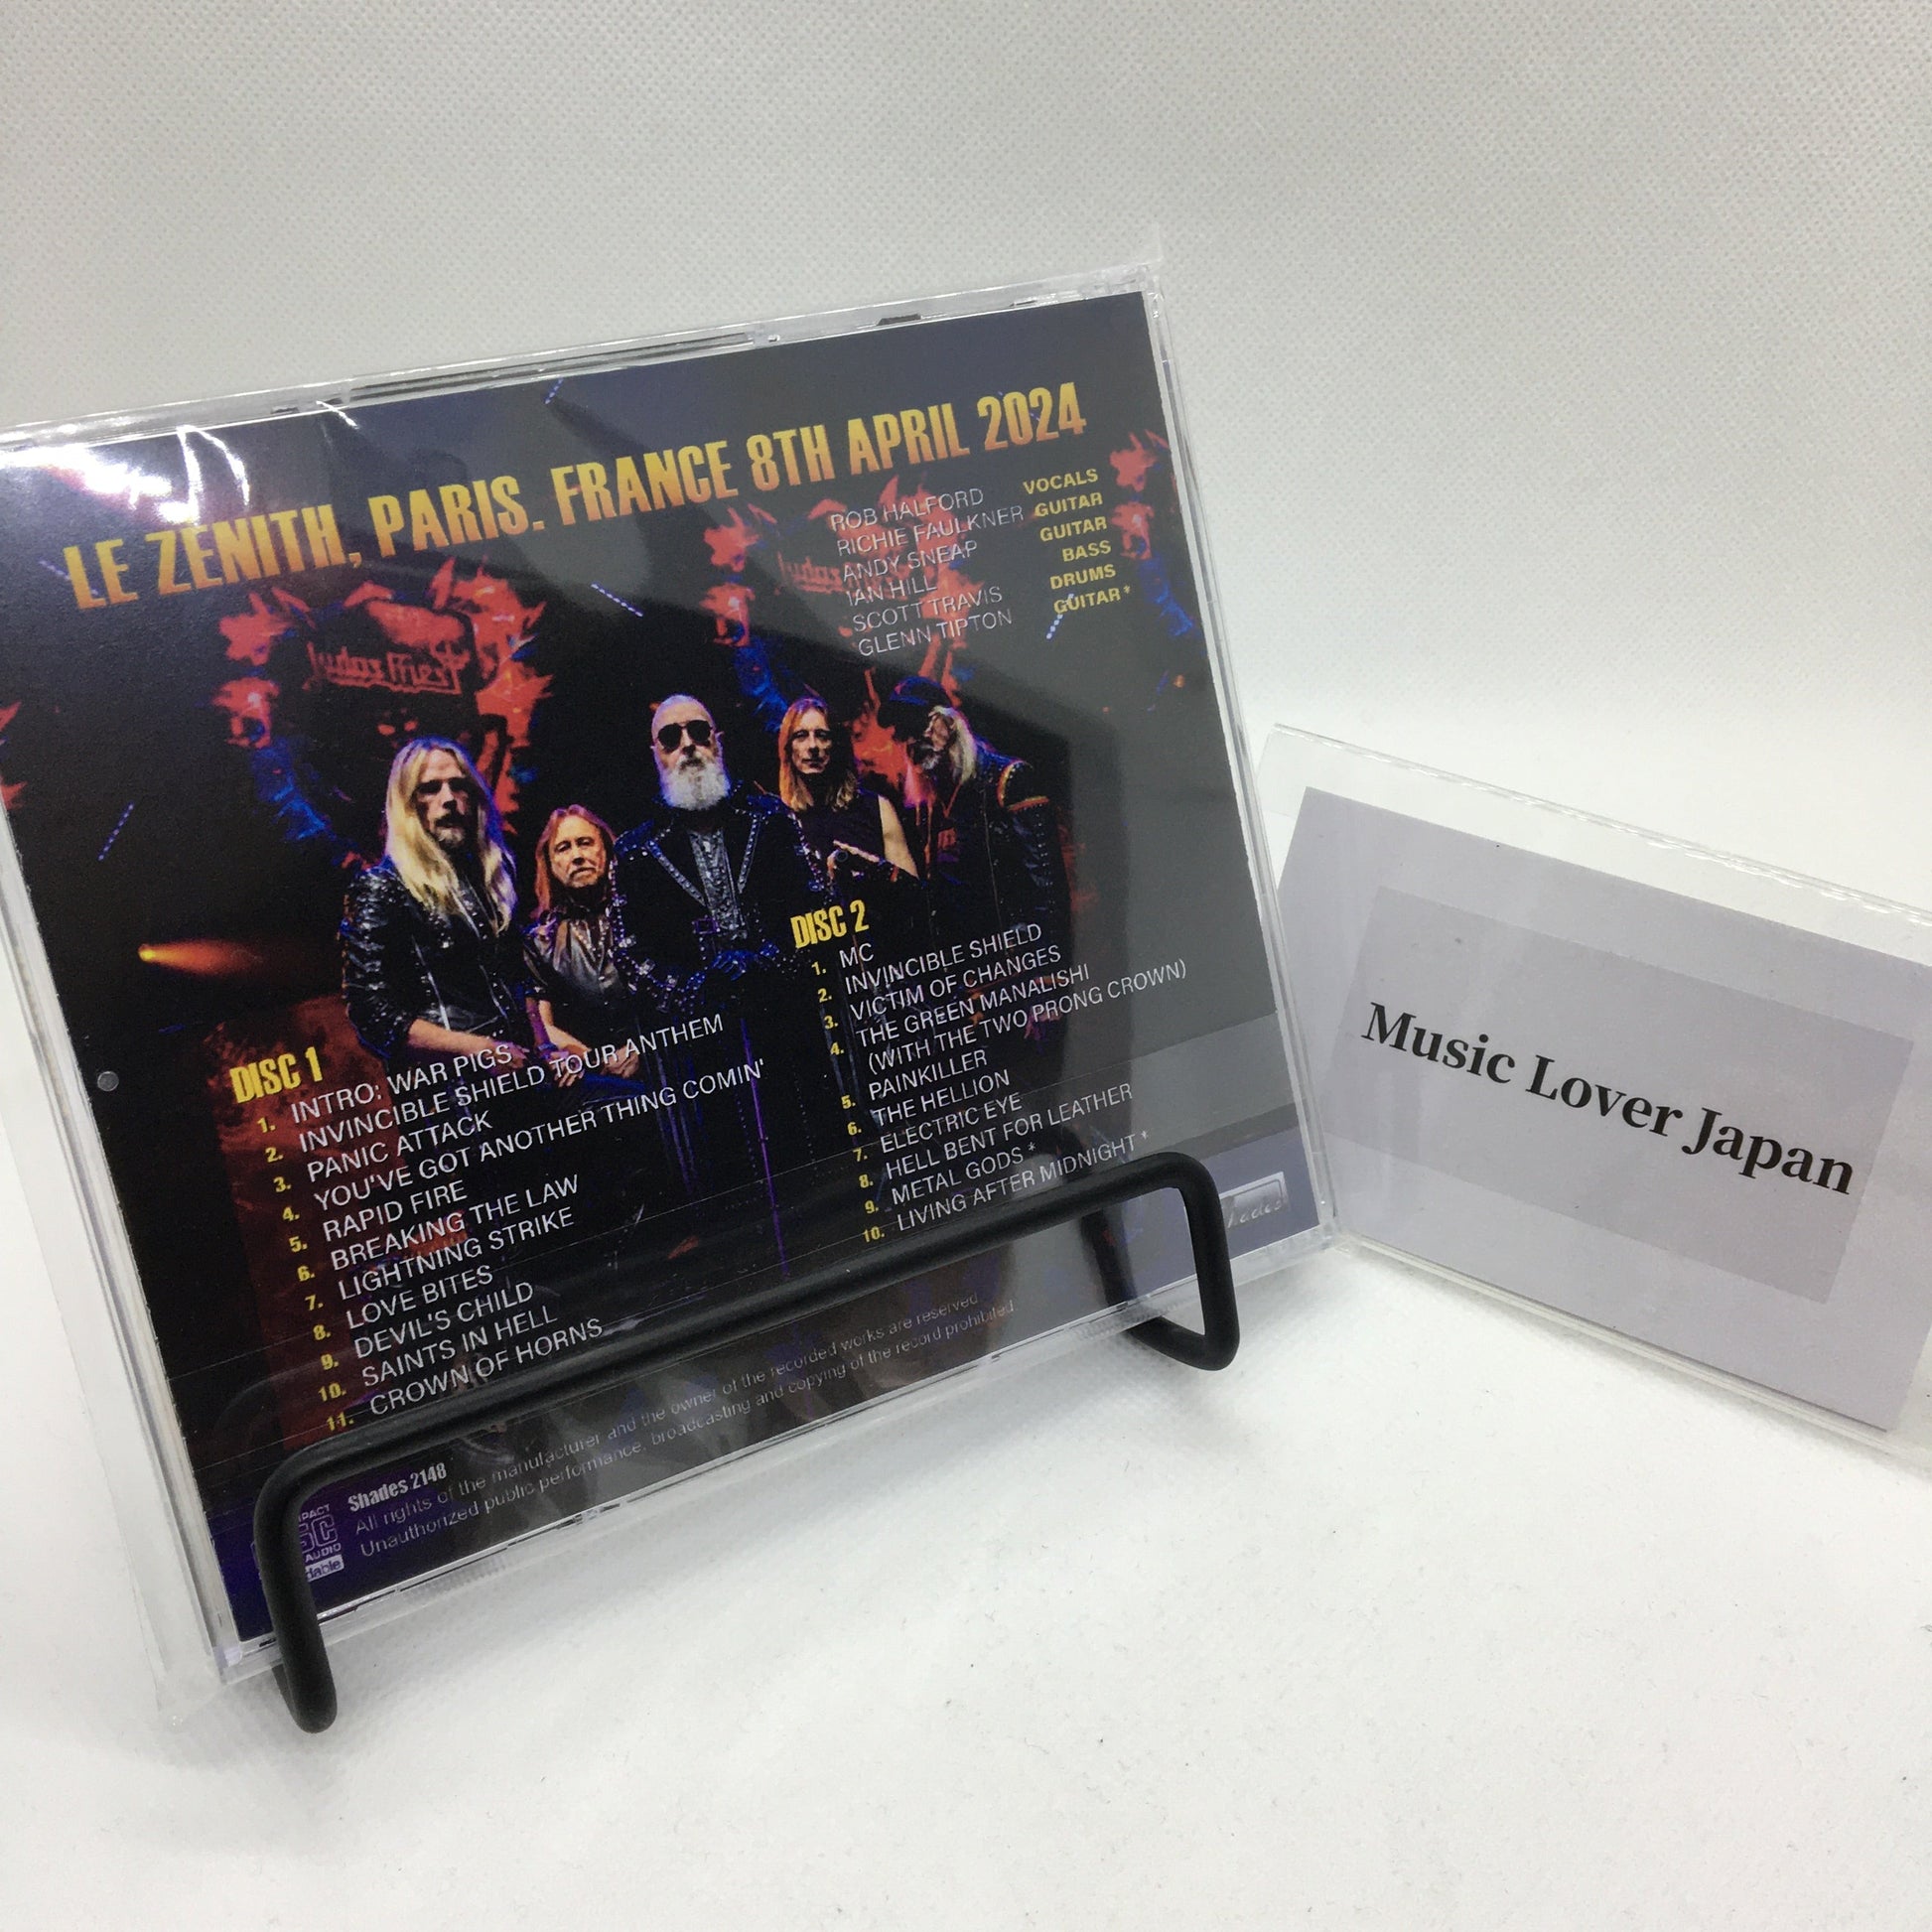 LE ZENITH, PARIS. FRANCE 8TH APRIL 2024
ROB HALFORD VOCALS
RICHIE FAULKNER GUITAR
ANDY SNEAP GUITAR
IAN HILL BASS
SCOTT TRAVIS DRUMS
GLENN TIPTON GUITAR*
Judas Priest
Judas
DISC 1
1. INTRO: WAR PIGS
2. INVINCIBLE SHIELD TOUR ANTHEM
3. PANIC ATTACK
4. YOU'VE GOT ANOTHER THING COMIN'
5. RAPID FIRE
6. BREAKING THE LAW
7. LIGHTNING STRIKE
8. LOVE BITES
9. DEVIL'S CHILD
10. SAINTS IN HELL
11. CROWN OF HORNS
DISC 2
1. MC
2. INVINCIBLE SHIELD
3. VICTIM OF CHANGES
4. THE GREEN MANALISHI
(WITH THE TWO PRONG CROWN)
5. PAINKILLER
6. THE HELLION
7. ELECTRIC EYE
8. HELL BENT FOR LEATHER
9. METAL GODS *
10. LIVING AFTER MIDNIGHT *
Shades 2148
All rights of the manufacturer and the owner of the recorded works are reserved
Unauthorized public performance, broadcasting and copying of the record prohibited.
AUDIO
Music Lover Japan